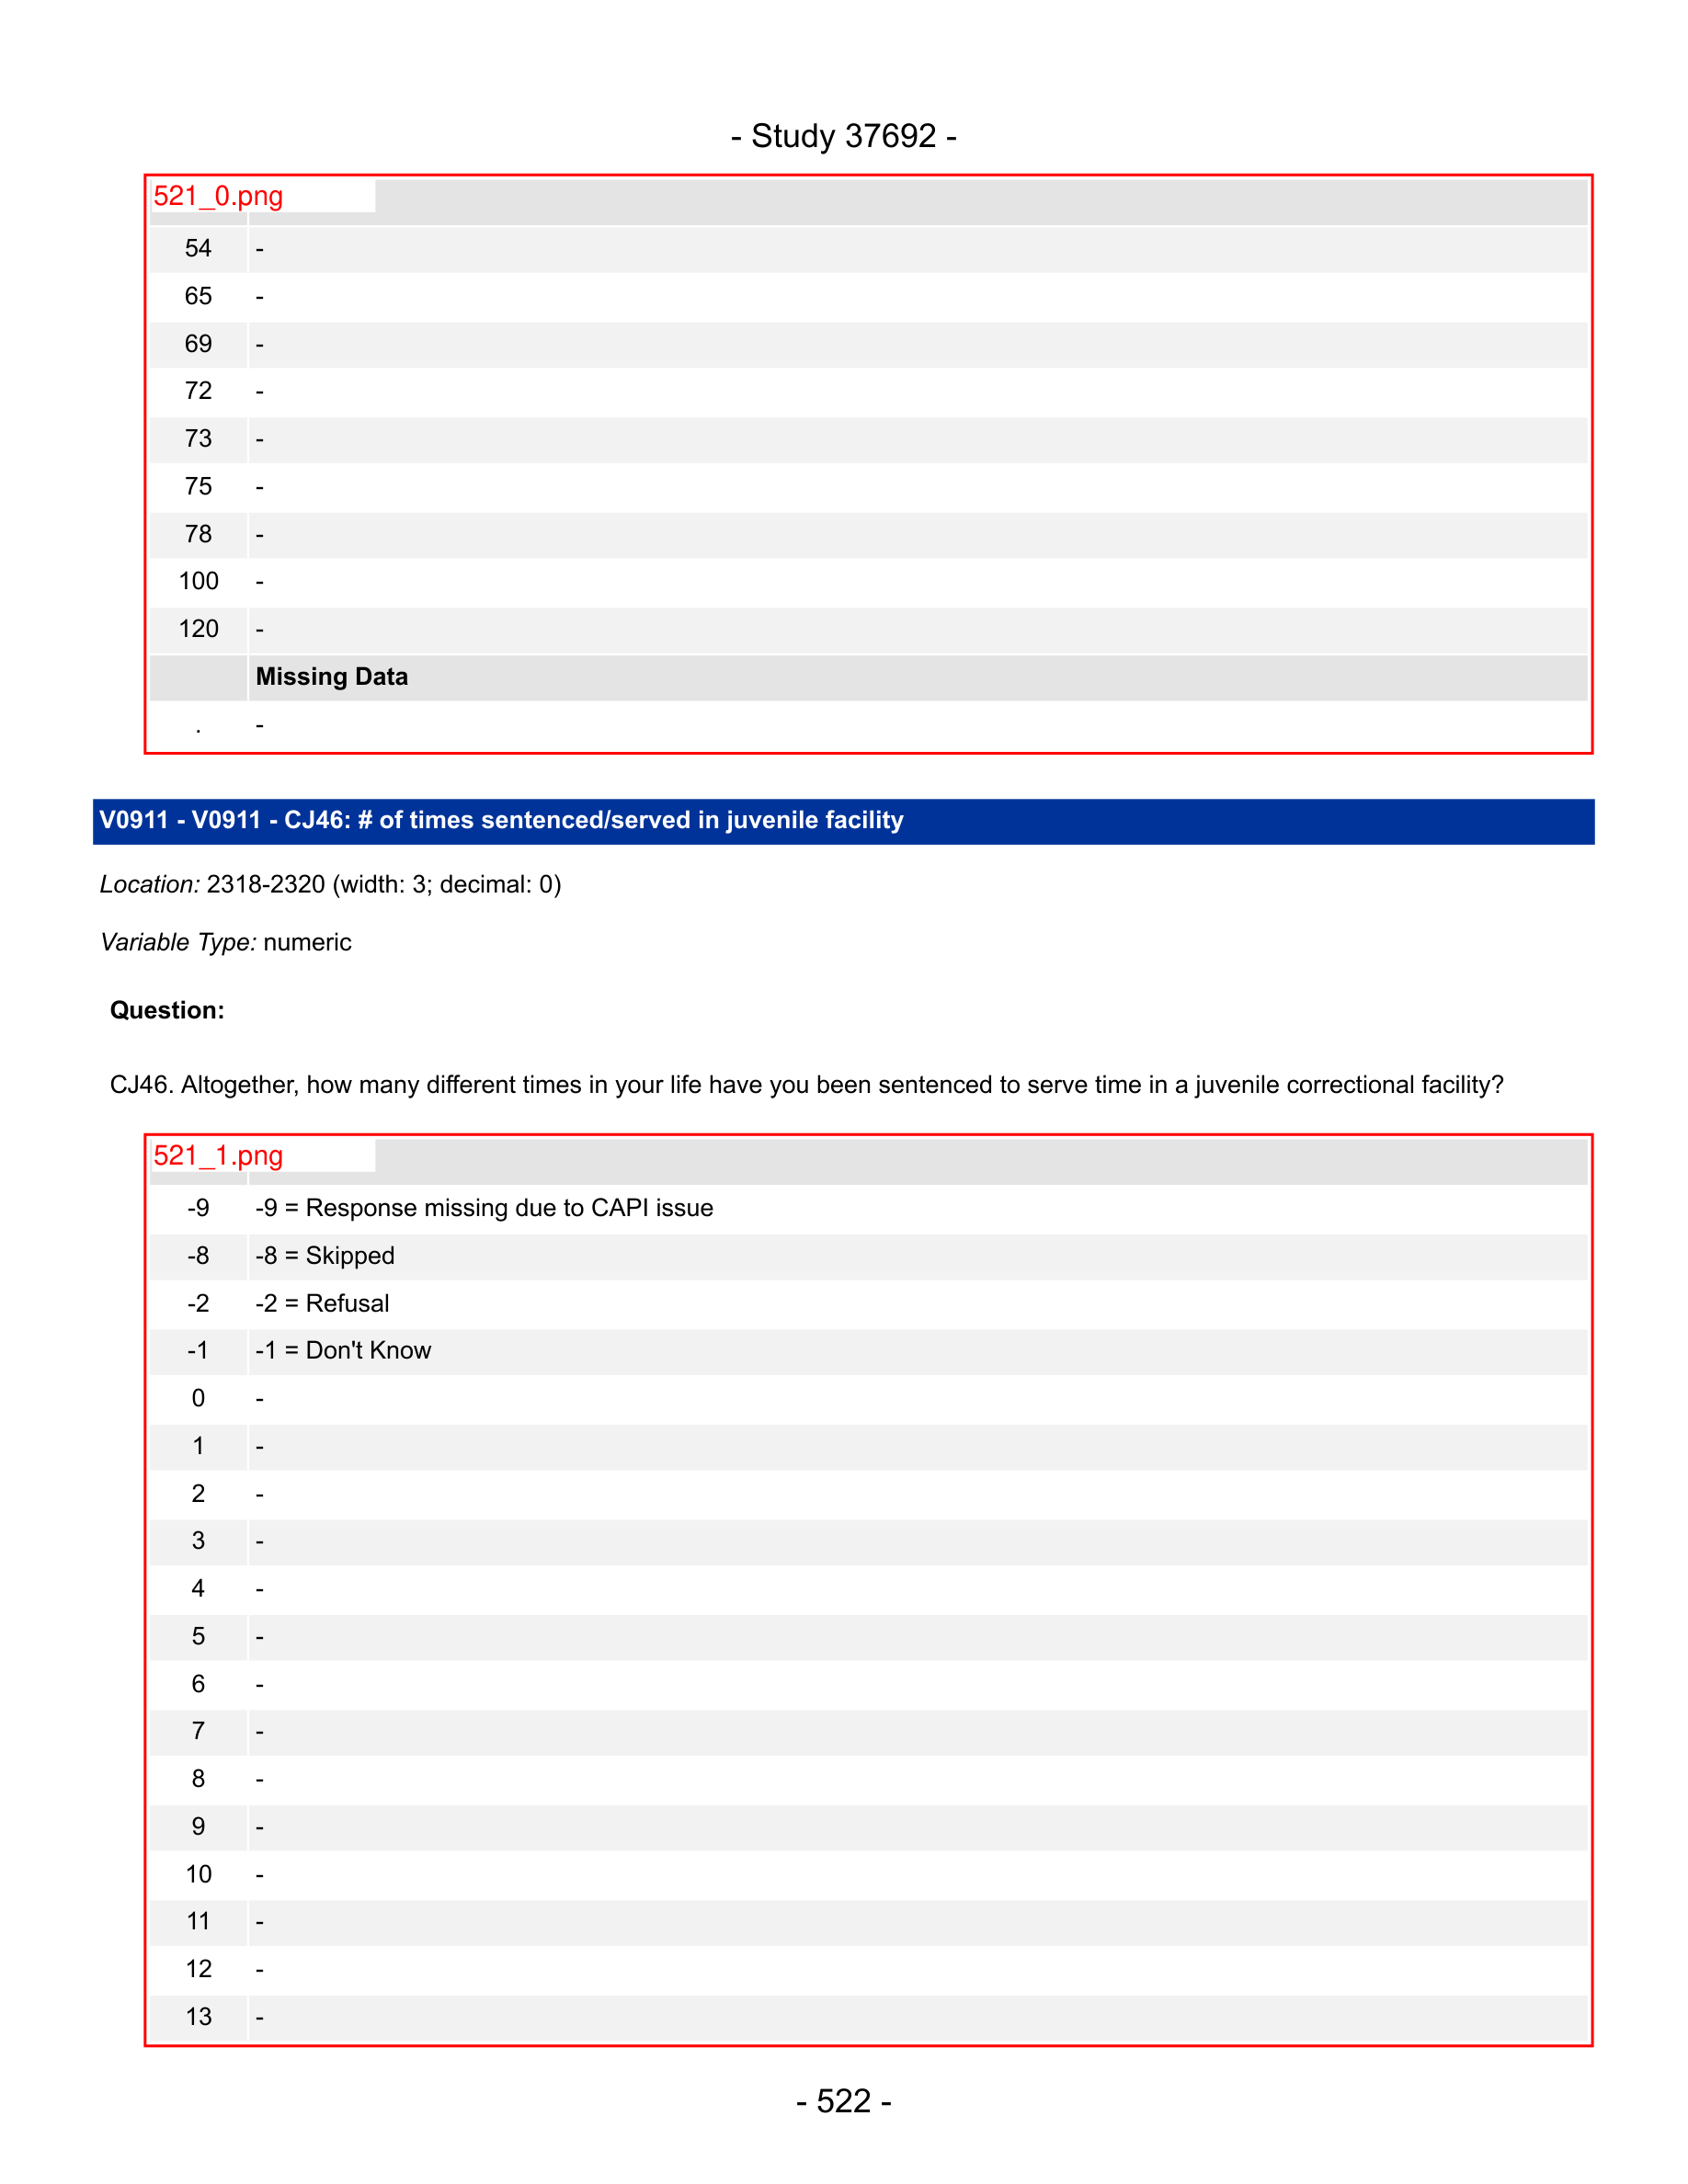 - Study 37692 -
521_0.png
54 -
65 -
69 -
72 -
73 -
75 -
78 -
100 -
120 -
Missing Data
. -
V0911 - V0911 - CJ46: # of times sentenced/served in juvenile facility
Location: 2318-2320 (width: 3; decimal: 0)
Variable Type: numeric
Question:
CJ46. Altogether, how many different times in your life have you been sentenced to serve time in a juvenile correctional facility?
521_1.png
-9 -9 = Response missing due to CAPI issue
-8 -8 = Skipped
-2 -2 = Refusal
-1 -1 = Don't Know
0 -
1 -
2 -
3 -
4 -
5 -
6 -
7 -
8 -
9 -
10 -
11 -
12 -
13 -
- 522 -